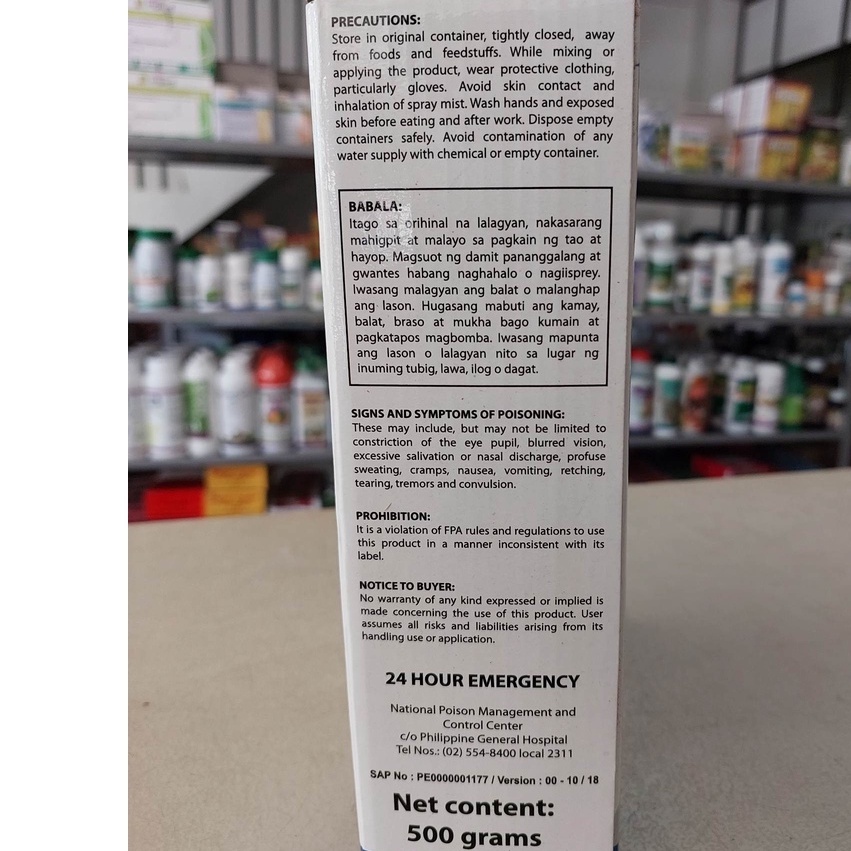 PRECAUTIONS:
Store in original container, tightly closed, away
from foods and feedstuffs. While mixing or
applying the product, wear protective clothing,
particularly gloves. Avoid skin contact and
inhalation of spray mist. Wash hands and exposed
skin before eating and after work. Dispose empty
containers safely. Avoid contamination of any
water supply with chemical or empty container.
BABALA:
Itago sa orihinal na lalagyan, nakasarang
mahigpit at malayo sa pagkain ng tao at
hayop. Magsuot ng damit pananggalang at
gwantes habang naghahalo o nagiisprey.
Iwasang malagyan ang balat o malanghap
ang lason. Hugasang mabuti ang kamay,
balat, braso at mukha bago kumain at
pagkatapos magbomba. Iwasang mapunta
ang lason o lalagyan nito sa lugar ng
inuming tubig, lawa, ilog o dagat.
SIGNS AND SYMPTOMS OF POISONING:
These may include, but may not be limited to
constriction of the eye pupil, blurred vision,
excessive salivation or nasal discharge, profuse
sweating, cramps, nausea, vomiting, retching,
tearing, tremors and convulsion.
PROHIBITION:
It is a violation of FPA rules and regulations to use
this product in a manner inconsistent with its
label.
NOTICE TO BUYER:
No warranty of any kind expressed or implied is
made concerning the use of this product. User
assumes all risks and liabilities arising from its
handling use or application.
24 HOUR EMERGENCY
National Poison Management and
Control Center
c/o Philippine General Hospital
Tel Nos.: (02) 554-8400 local 2311
SAP No : PE0000001177 / Version : 00 - 10 / 18
Net content:
500 grams